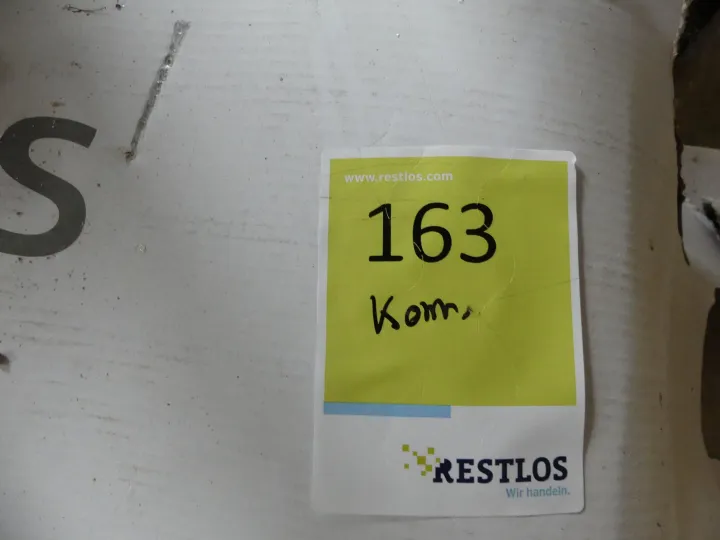 S
www.restlos.com
163
Kom.
RESTLOS
Wir handeln.